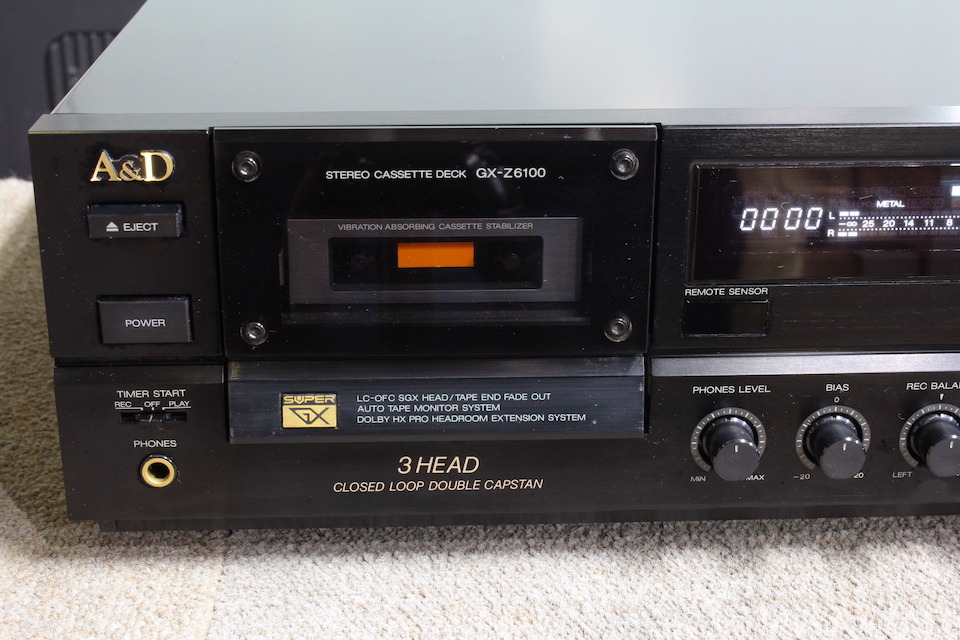 A&D
EJECT
POWER
TIMER START
REC OFF PLAY
PHONES
STEREO CASSETTE DECK GX-Z6100
VIBRATION ABSORBING CASSETTE STABILIZER
SUPER
GX
LC-OFC SGX HEAD/TAPE END FADE OUT
AUTO TAPE MONITOR SYSTEM
DOLBY HX PRO HEADROOM EXTENSION SYSTEM
3 HEAD
CLOSED LOOP DOUBLE CAPSTAN
METAL
0000
L
25 20 14 11 8
R
REMOTE SENSOR
PHONES LEVEL
MIN MAX
BIAS
0
-20 20
REC BALA
LEFT